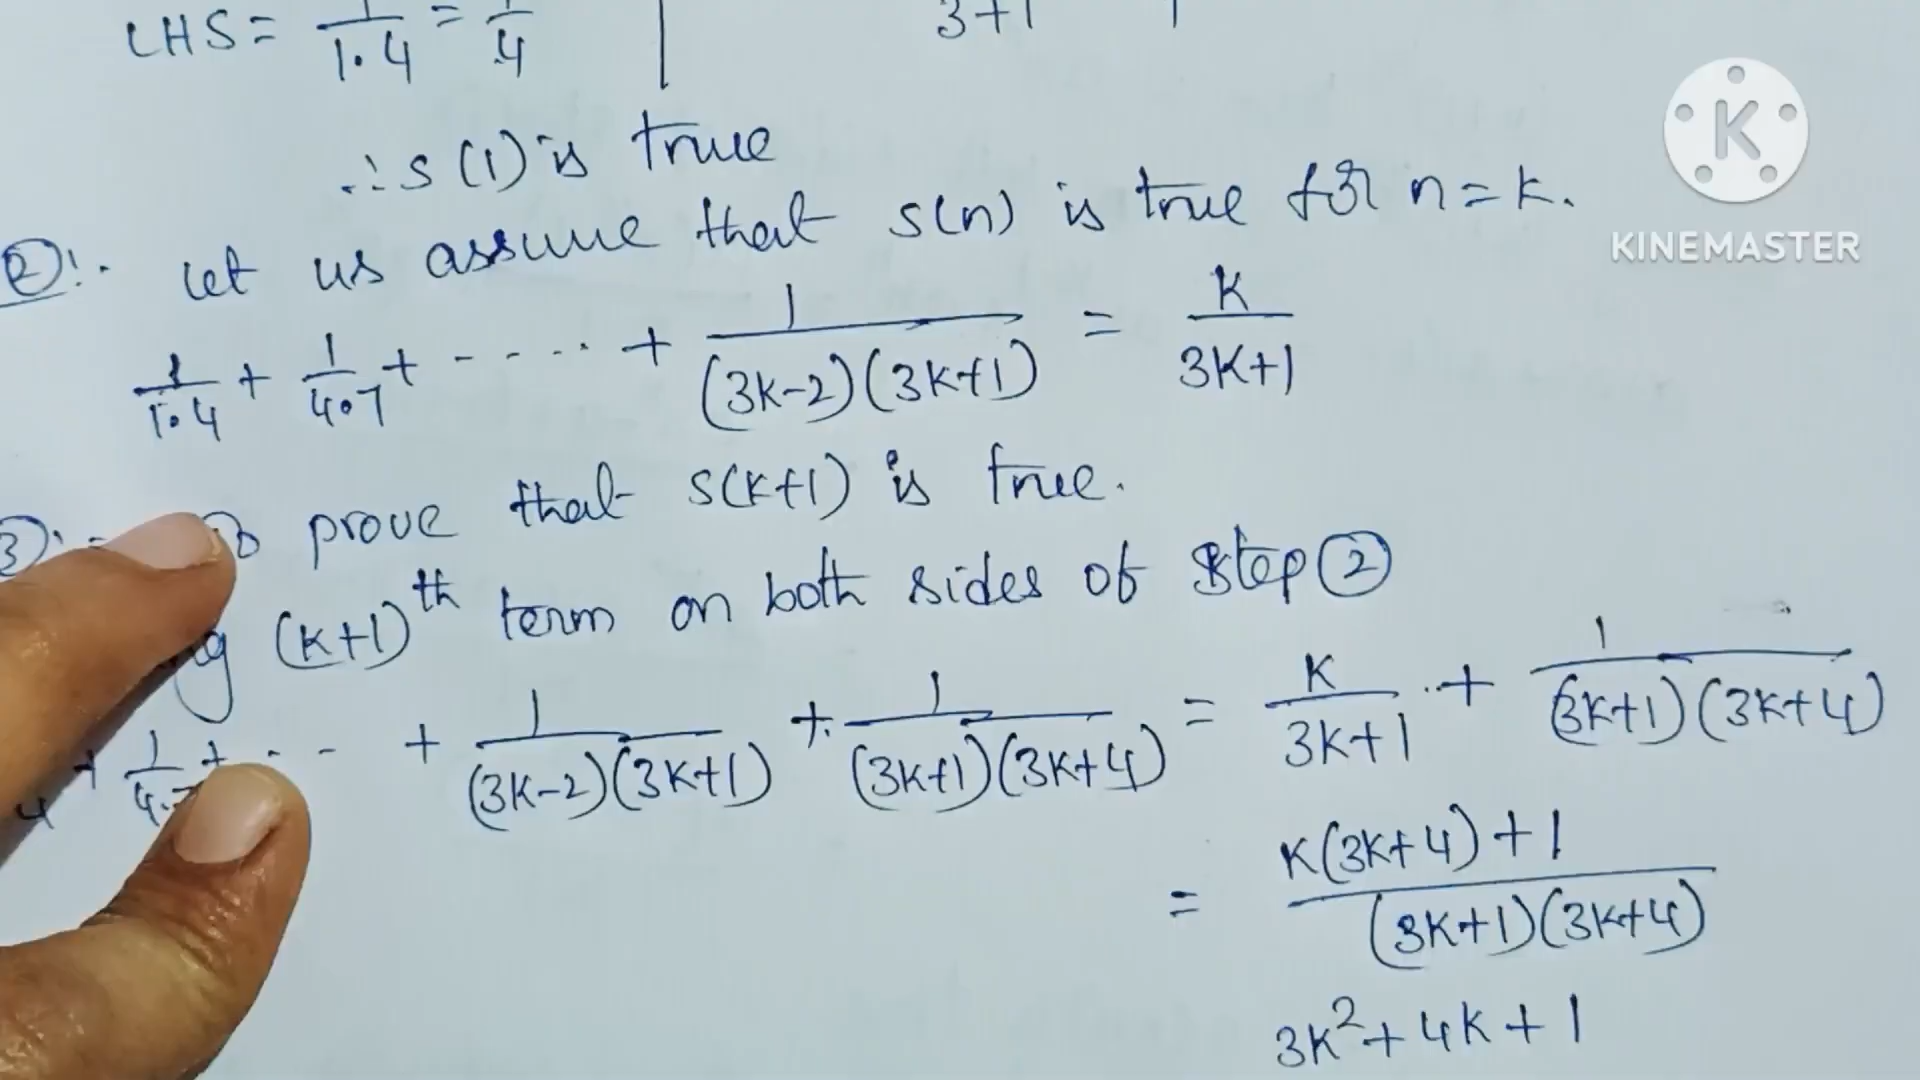 LHS = 1/1.4 = 1/4 | 3+1
∴ S(1) is true
②:- Let us assume that S(n) is true for n=k.
1/1.4 + 1/4.7 + ----- + 1/(3k-2)(3k+1) = k/3k+1
③:- To prove that S(k+1) is true.
(k+1)th term on both sides of Step ②
+ 1/4.7 + -- + 1/(3k-2)(3k+1) + 1/(3k+1)(3k+4) = k/3k+1 + 1/(3k+1)(3k+4)
= k(3k+4)+1/(3k+1)(3k+4)
3k²+4k+1
K
KINEMASTER